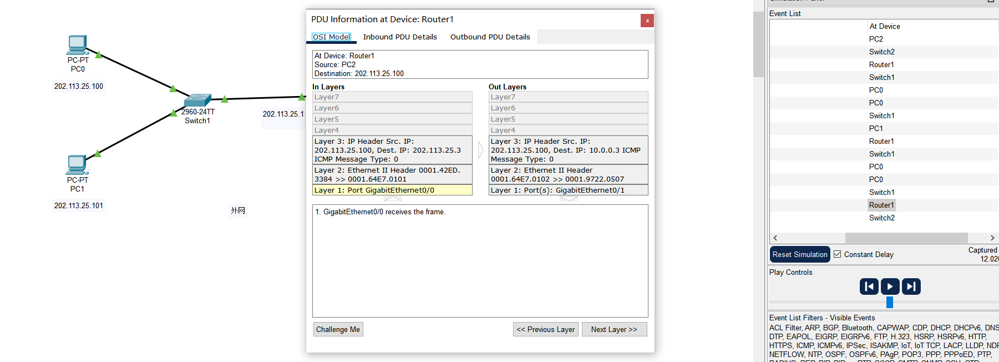 PC-PT
PC0
202.113.25.100
2960-24TT
Switch1
202.113.25.1
PC-PT
PC1
202.113.25.101
外网
PDU Information at Device: Router1
x
OSI Model
Inbound PDU Details
Outbound PDU Details
At Device: Router1
Source: PC2
Destination: 202.113.25.100
In Layers
Layer7
Layer6
Layer5
Layer4
Layer 3: IP Header Src. IP:
202.113.25.100, Dest. IP: 202.113.25.3
ICMP Message Type: 0
Layer 2: Ethernet II Header 0001.42ED.
3384 >> 0001.64E7.0101
Layer 1: Port GigabitEthernet0/0
Out Layers
Layer7
Layer6
Layer5
Layer4
Layer 3: IP Header Src. IP:
202.113.25.100, Dest. IP: 10.0.0.3 ICMP
Message Type: 0
Layer 2: Ethernet II Header
0001.64E7.0102 >> 0001.9722.0507
Layer 1: Port(s): GigabitEthernet0/1
1. GigabitEthernet0/0 receives the frame.
Challenge Me
<< Previous Layer
Next Layer >>
Event List
At Device
PC2
Switch2
Router1
Switch1
PC0
PC0
Switch1
PC1
Router1
Switch1
PC0
PC0
Switch1
Router1
Switch2
Reset Simulation
Constant Delay
Captured
12.02
Play Controls
Event List Filters - Visible Events
ACL Filter, ARP, BGP, Bluetooth, CAPWAP, CDP, DHCP, DHCPv6, DNS
DTP, EAPOL, EIGRP, EIGRPv6, FTP, H.323, HSRP, HSRPv6, HTTP,
HTTPS, ICMP, ICMPv6, IPSec, ISAKMP, IoT, IoT TCP, LACP, LLDP, NDP
NETFLOW, NTP, OSPF, OSPFv6, PAgP, POP3, PPP, PPPoED, PTP,